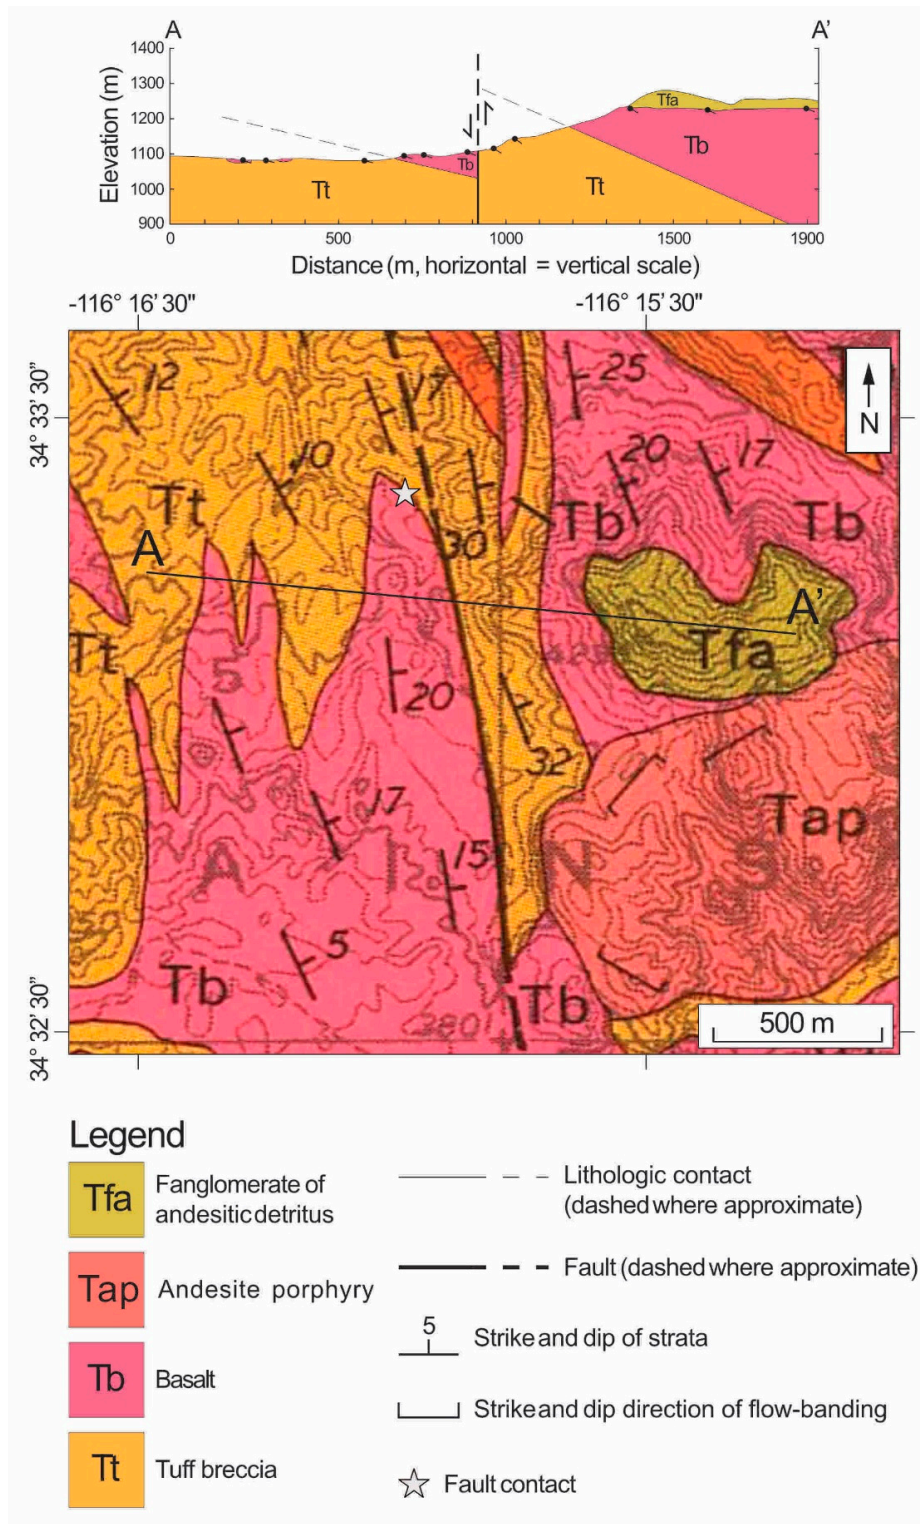 A A’
1400
1300
1200
1100
1000
900
Elevation (m)
Tfa
Tb
Tb
Tt
Tt
0 500 1000 1500 1900
Distance (m, horizontal = vertical scale)
-116° 16’ 30" -116° 15’ 30"
34° 33’ 30"
12 17 25
N
10 20 17
Tt 30 Tb Tb
A A’
Tt Tfa
5 20
32
17 Tap
15
A I N S
5
Tb Tb
280
500 m
34° 32’ 30"
Legend
Tfa Fanglomerate of
andesitic detritus
Tap Andesite porphyry
Tb Basalt
Tt Tuff breccia
Lithologic contact
(dashed where approximate)
Fault (dashed where approximate)
5 Strike and dip of strata
Strike and dip direction of flow-banding
Fault contact